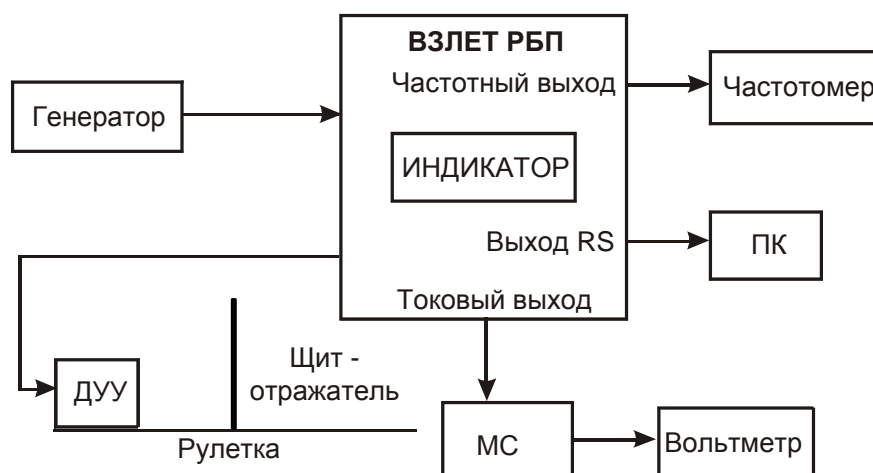 ВЗЛЕТ РБП
Частотный выход
Частотомер
Генератор
ИНДИКАТОР
Выход RS
ПК
Токовый выход
Щит -
отражатель
ДУУ
Рулетка
МС
Вольтметр